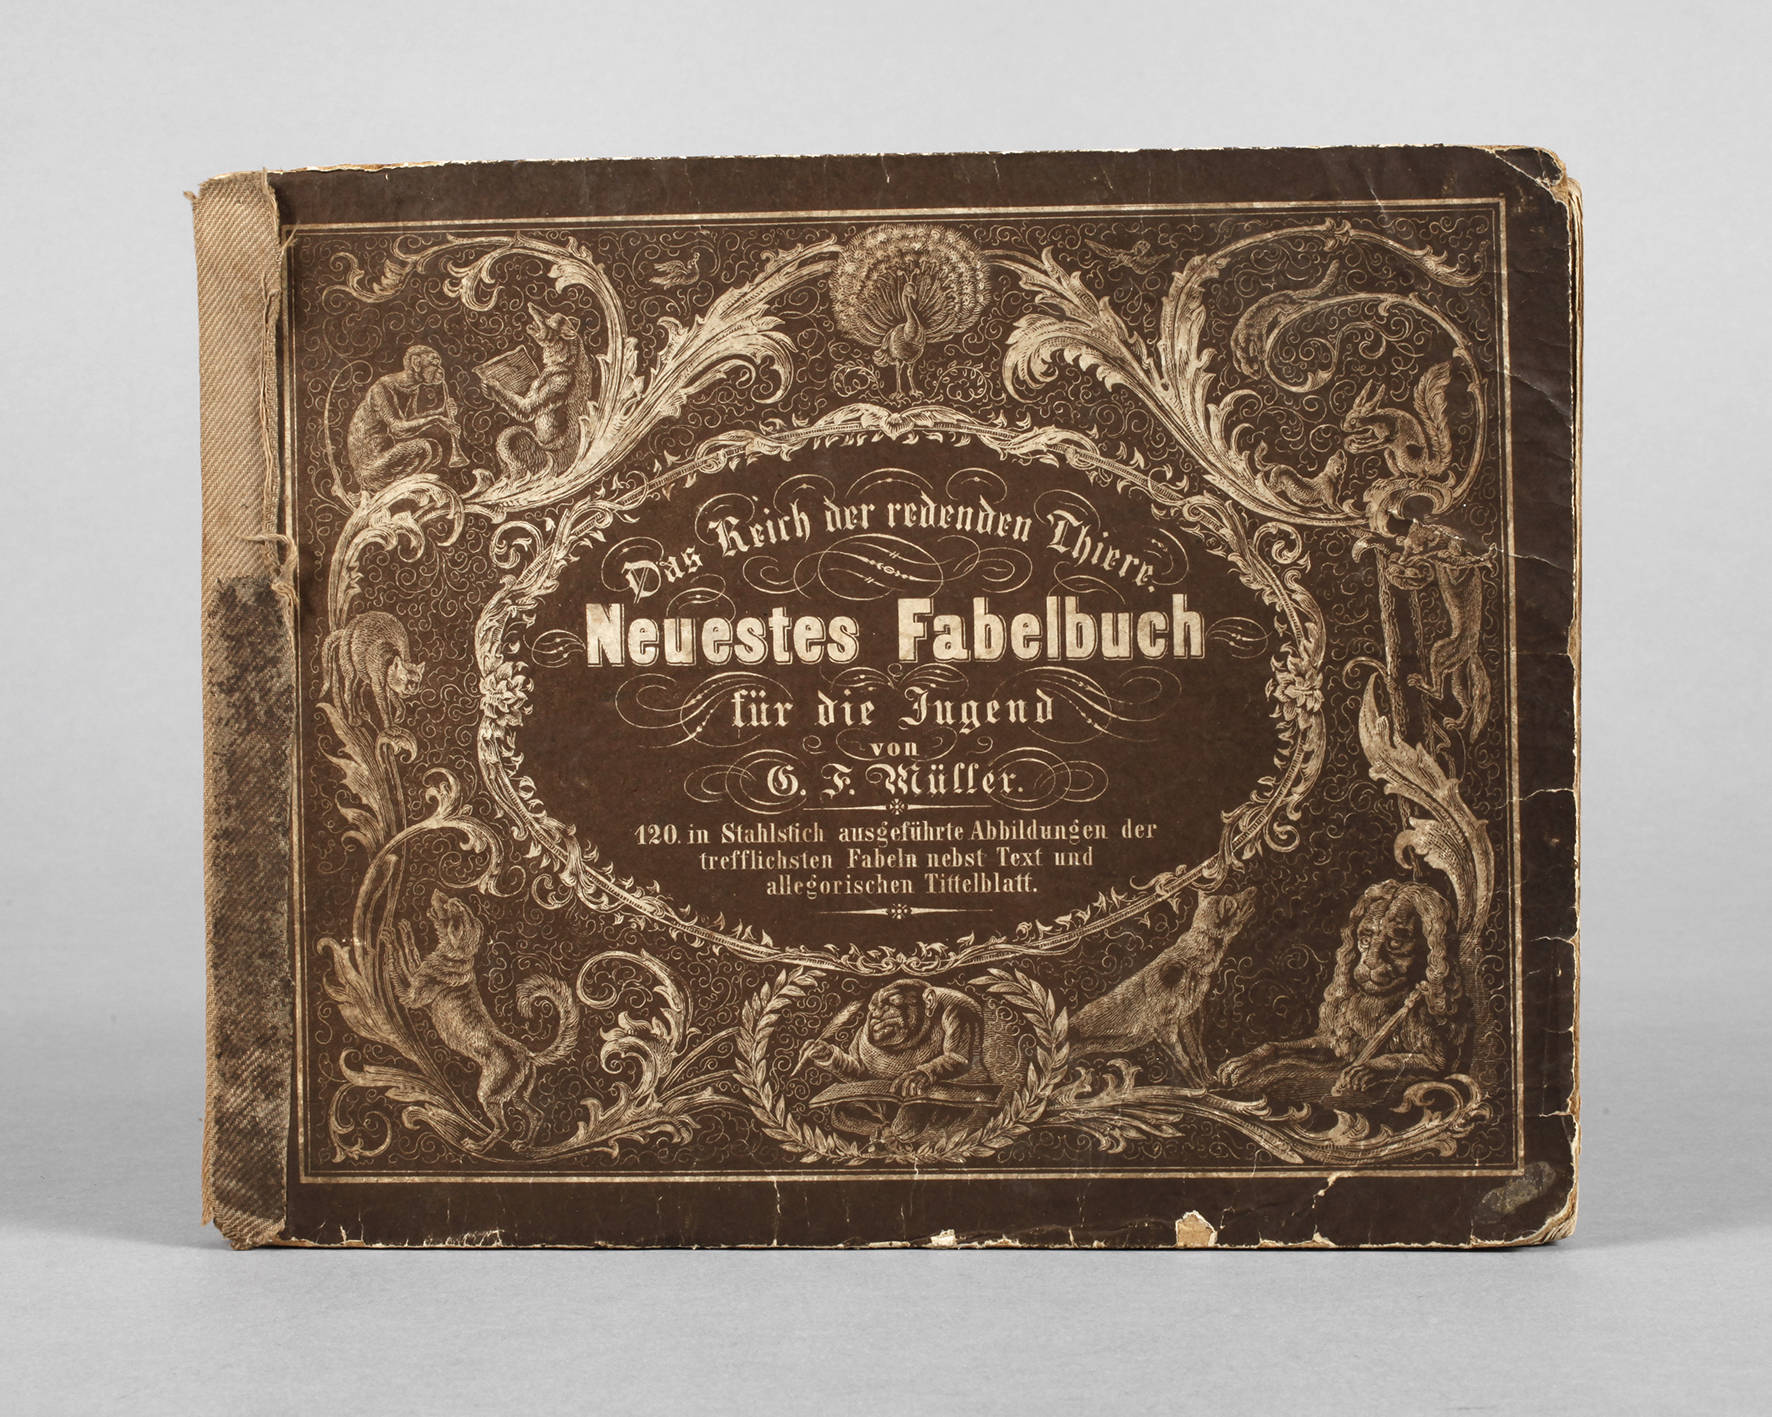 Das Reich der redenden Thiere.
Neuestes Fabelbuch
für die Jugend
von
G. F. Müller.
120. in Stahlstich ausgeführte Abbildungen der
trefflichsten Fabeln nebst Text und
allegorischen Tittelblatt.